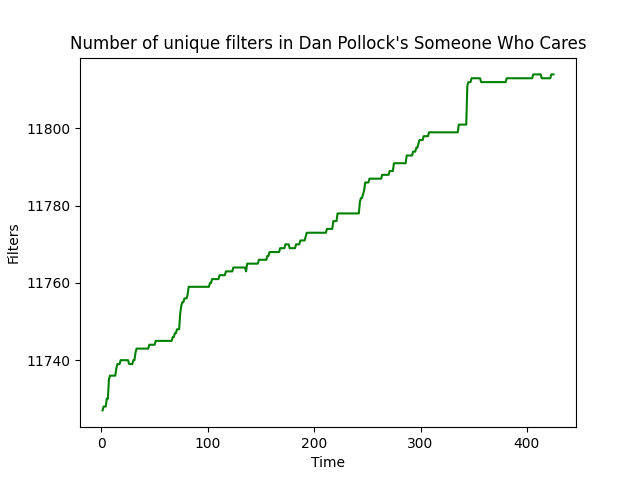 Number of unique filters in Dan Pollock's Someone Who Cares
11800
11780
11760
11740
Filters
0 100 200 300 400
Time